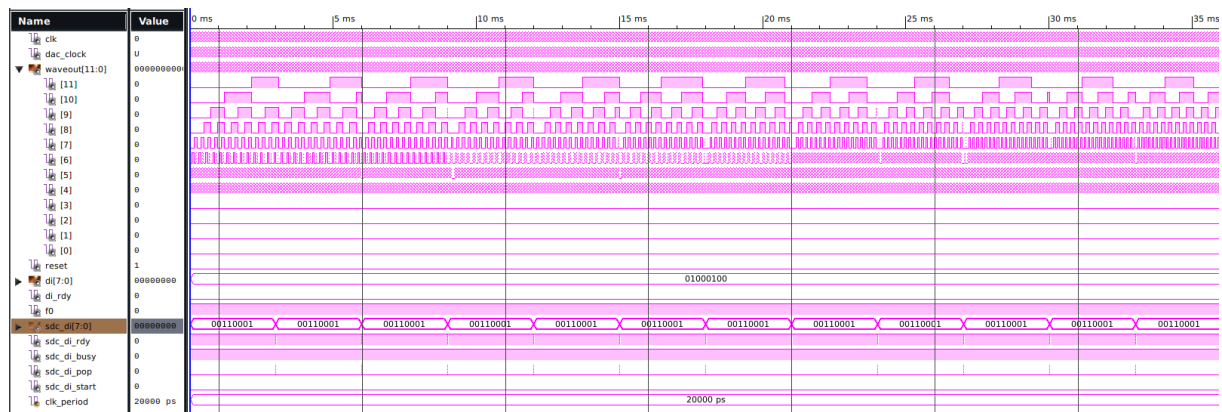 Name Value 0 ms 5 ms 10 ms 15 ms 20 ms 25 ms 30 ms 35 ms
clk 0
dac_clock U
waveout[11:0] 0000000000
[11] 0
[10] 0
[9] 0
[8] 0
[7] 0
[6] 0
[5] 0
[4] 0
[3] 0
[2] 0
[1] 0
[0] 0
reset 1
di[7:0] 00000000 01000100
di_rdy 0
f0 0
sdc_di[7:0] 00000000 00110001 00110001 00110001 00110001 00110001 00110001 00110001 00110001 00110001 00110001 00110001 00110001
sdc_di_rdy 0
sdc_di_busy 0
sdc_di_pop 0
sdc_di_start 0
clk_period 20000 ps 20000 ps